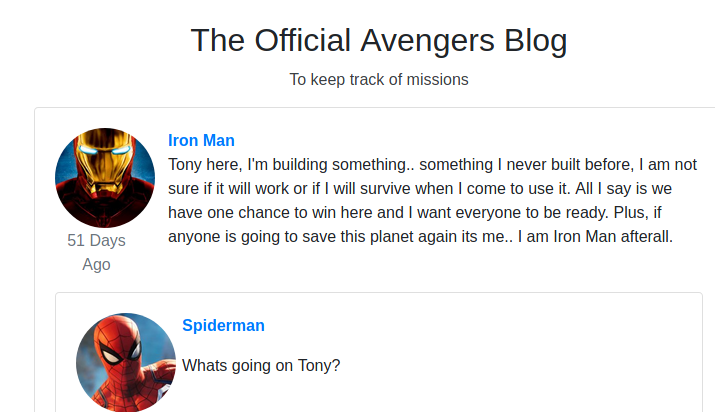 The Official Avengers Blog
To keep track of missions
Iron Man
Tony here, I'm building something.. something I never built before, I am not
sure if it will work or if I will survive when I come to use it. All I say is we
have one chance to win here and I want everyone to be ready. Plus, if
anyone is going to save this planet again its me.. I am Iron Man afterall.
51 Days
Ago
Spiderman
Whats going on Tony?